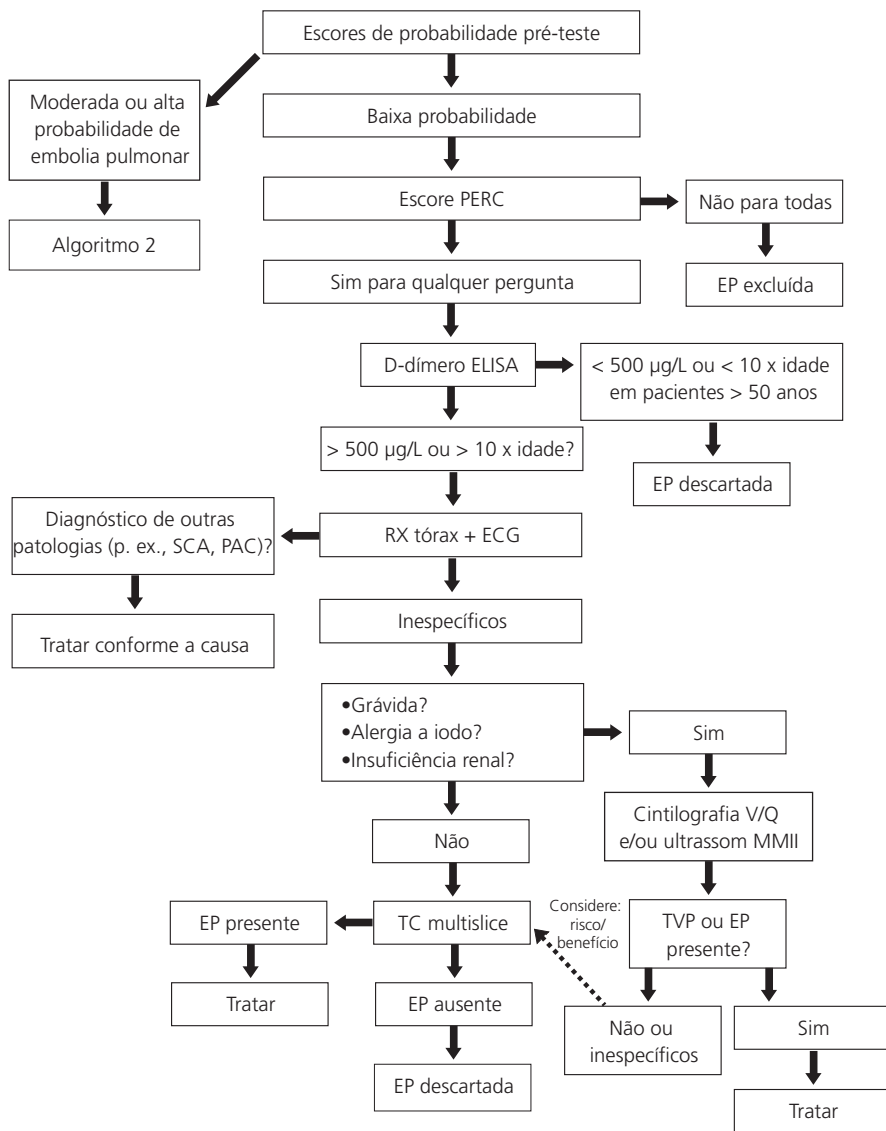 Escores de probabilidade pré-teste
Moderada ou alta
probabilidade de
embolia pulmonar
Baixa probabilidade
Algoritmo 2
Escore PERC
Não para todas
EP excluída
Sim para qualquer pergunta
D-dímero ELISA
< 500 µg/L ou < 10 x idade
em pacientes > 50 anos
EP descartada
> 500 µg/L ou > 10 x idade?
RX tórax + ECG
Diagnóstico de outras
patologias (p. ex., SCA, PAC)?
Tratar conforme a causa
Inespecíficos
•Grávida?
•Alergia a iodo?
•Insuficiência renal?
Sim
Cintilografia V/Q
e/ou ultrassom MMII
Não
TC multislice
EP presente
Tratar
Considere:
risco/
benefício
TVP ou EP
presente?
EP ausente
EP descartada
Não ou
inespecíficos
Sim
Tratar